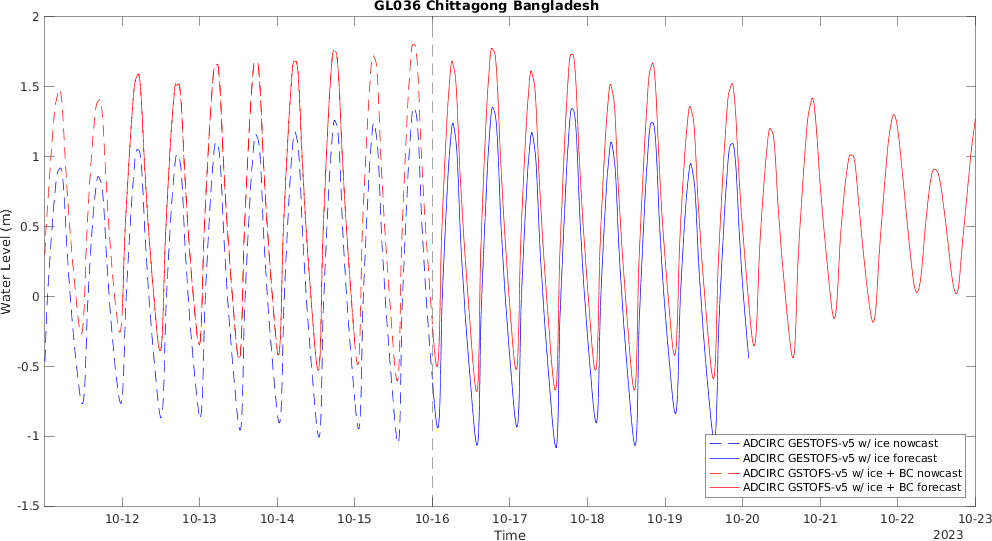 GL036 Chittagong Bangladesh
2
1.5
1
0.5
0
-0.5
-1
-1.5
Water Level (m)
ADCIRC GESTOFS-v5 w/ ice nowcast
ADCIRC GESTOFS-v5 w/ ice forecast
ADCIRC GSTOFS-v5 w/ ice + BC nowcast
ADCIRC GSTOFS-v5 w/ ice + BC forecast
10-12 10-13 10-14 10-15 10-16 10-17 10-18 10-19 10-20 10-21 10-22 10-23
Time
2023